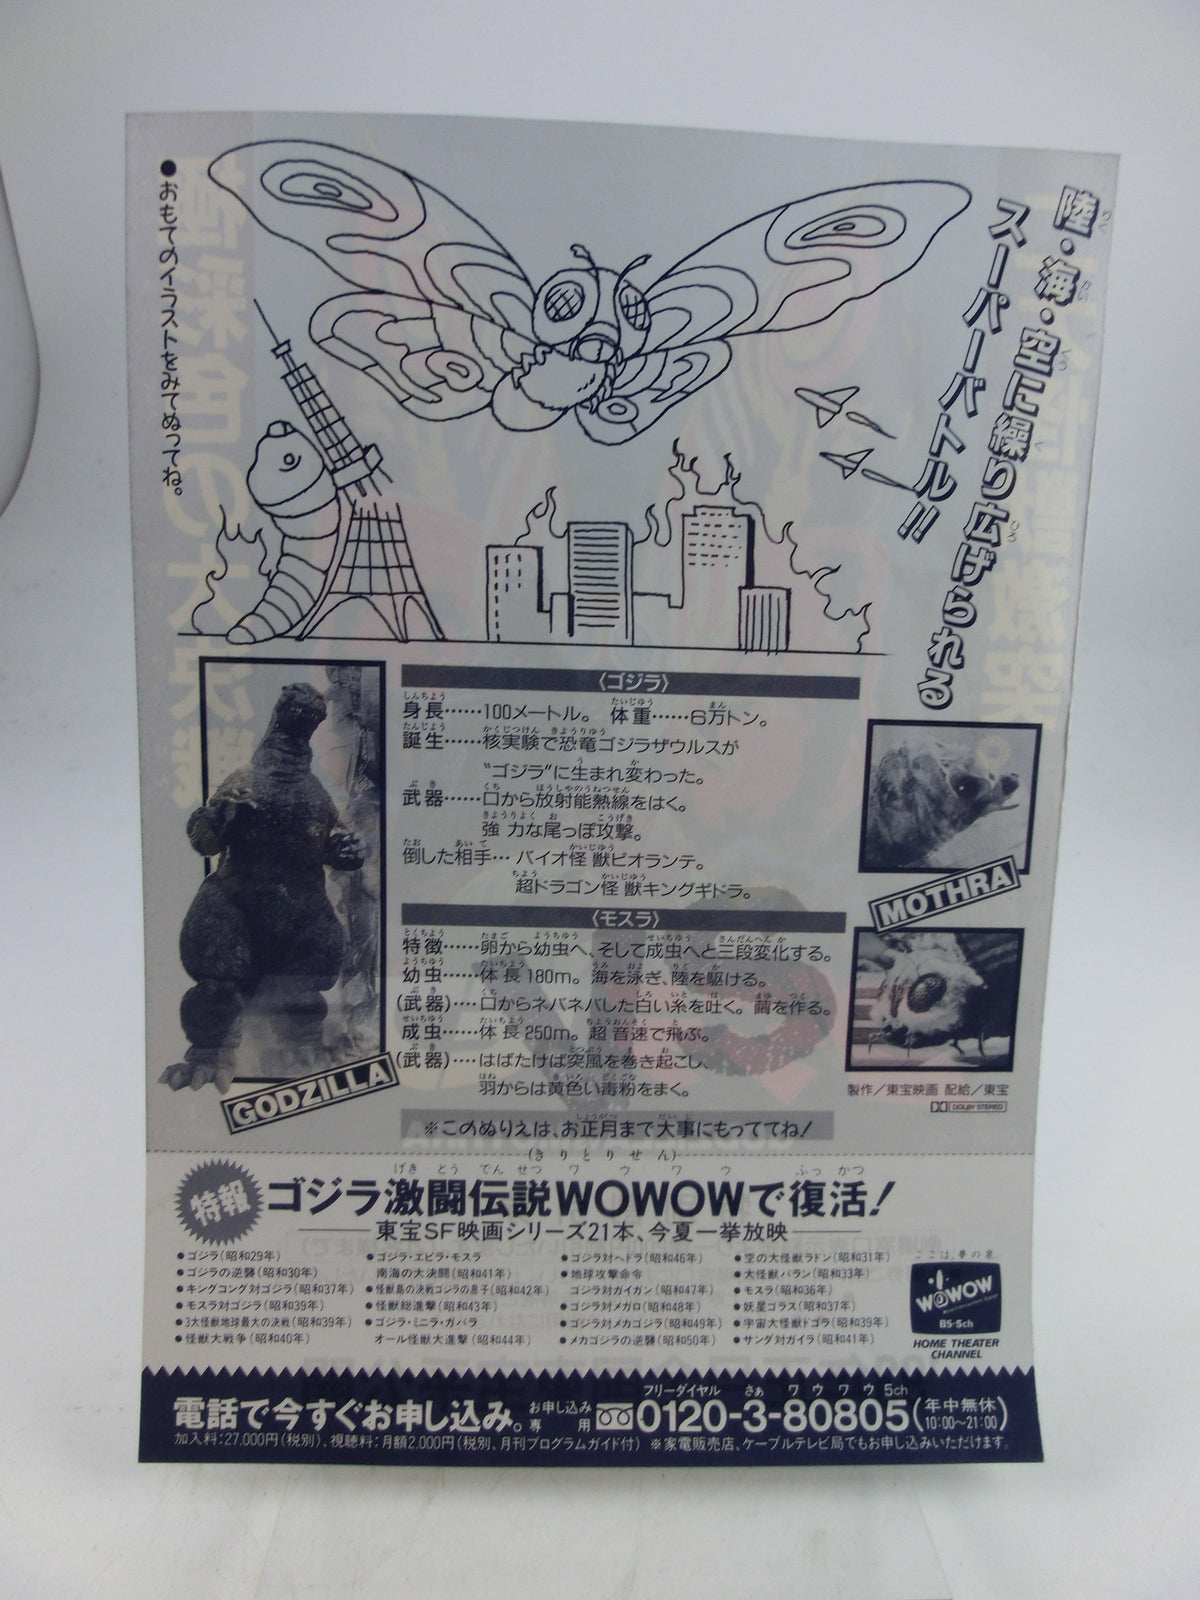 ●おもてのイラストをみてぬってね。
陸・海・空に繰り広げられる
スーパーバトル!!
〈ゴジラ〉
身長……100メートル。 体重……6万トン。
誕生……核実験で恐竜ゴジラザウルスが
"ゴジラ"に生まれ変わった。
武器……口から放射能熱線をはく。
強力な尾っぽ攻撃。
倒した相手… バイオ怪獣ビオランテ。
超ドラゴン怪獣キングギドラ。
GODZILLA
〈モスラ〉
特徴……卵から幼虫へ、そして成虫へと三段変化する。
幼虫……体長180m。海を泳ぎ、陸を駆ける。
(武器)‥‥口からネバネバした白い糸を吐く。繭を作る。
成虫……体長250m。超音速で飛ぶ。
(武器)‥‥はばたけば突風を巻き起こし、
羽からは黄色い毒粉をまく。
MOTHRA
製作／東宝映画 配給／東宝
DOLBY STEREO
※このぬりえは、お正月まで大事にもっててね！
(きりとりせん)
特報
ゴジラ激闘伝説WOWOWで復活！
東宝SF映画シリーズ21本、今夏一挙放映
●ゴジラ(昭和29年)
●ゴジラの逆襲(昭和30年)
●キングコング対ゴジラ(昭和37年)
●モスラ対ゴジラ(昭和39年)
●3大怪獣地球最大の決戦(昭和39年)
●怪獣大戦争(昭和40年)
●ゴジラ・エビラ・モスラ
南海の大決闘(昭和41年)
●怪獣島の決戦ゴジラの息子(昭和42年)
●怪獣総進撃(昭和43年)
●ゴジラ・ミニラ・ガバラ
オール怪獣大進撃(昭和44年)
●ゴジラ対ヘドラ(昭和46年)
●地球攻撃命令
ゴジラ対ガイガン(昭和47年)
●ゴジラ対メガロ(昭和48年)
●ゴジラ対メカゴジラ(昭和49年)
●メカゴジラの逆襲(昭和50年)
●空の大怪獣ラドン(昭和31年)
●大怪獣バラン(昭和33年)
●モスラ(昭和36年)
●妖星ゴラス(昭和37年)
●宇宙大怪獣ドゴラ(昭和39年)
●サンダ対ガイラ(昭和41年)
ここは、夢の泉。
WOWOW
BS-5ch
HOME THEATER
CHANNEL
電話で今すぐお申し込み。
お申し込み
専用
フリーダイヤル さぁ ワウワウ 5ch
0120-3-80805
(年中無休
10:00〜21:00)
加入料:27,000円(税別)、視聴料:月額2,000円(税別、月刊プログラムガイド付) ※家電販売店、ケーブルテレビ局でもお申し込みいただけます。